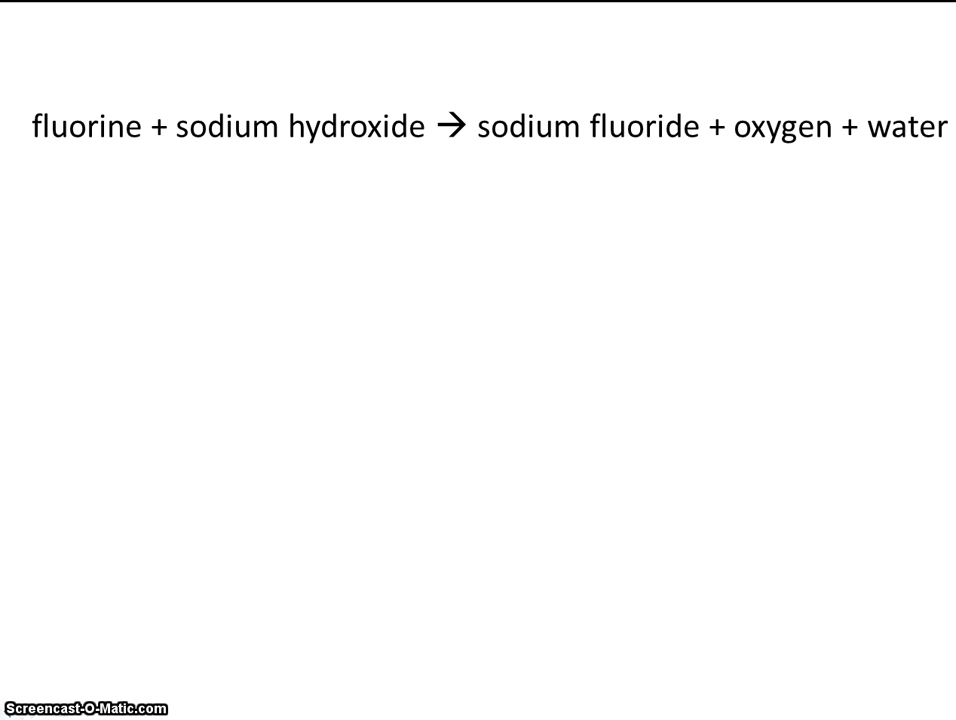 fluorine + sodium hydroxide → sodium fluoride + oxygen + water
Screencast-O-Matic.com